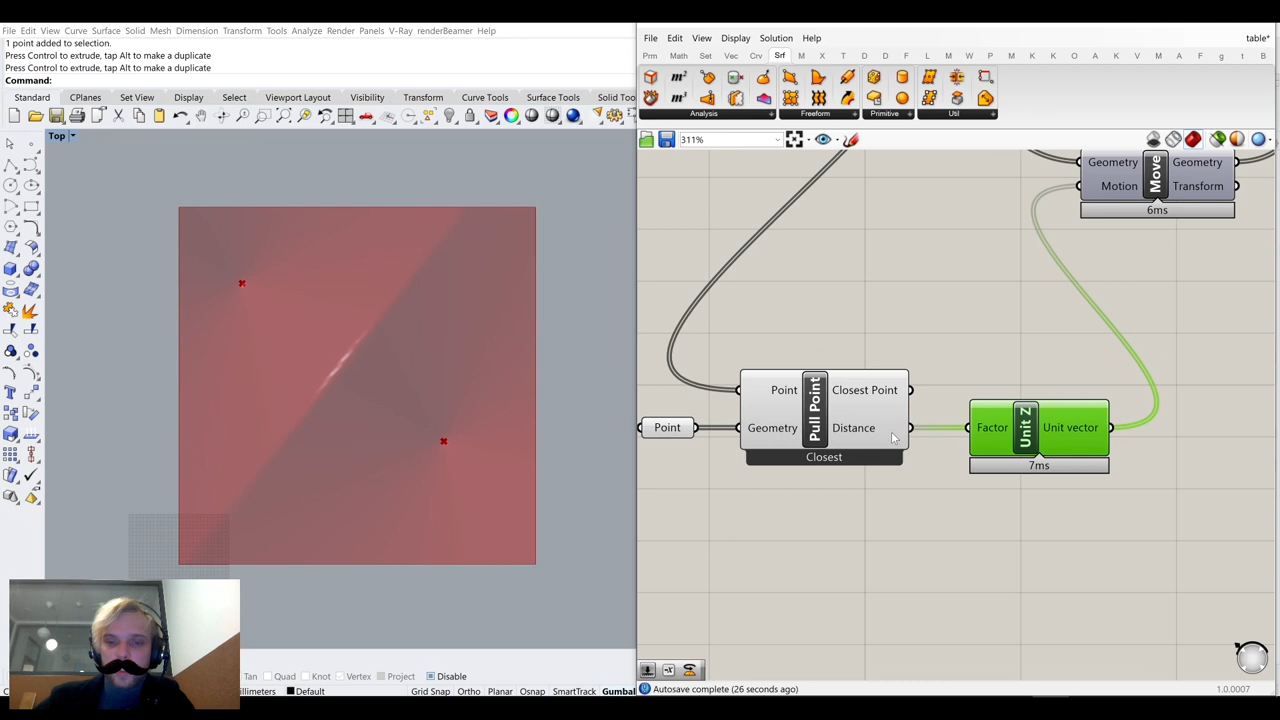 File Edit View Curve Surface Solid Mesh Dimension Transform Tools Analyze Render Panels V-Ray renderBeamer Help
1 point added to selection.
Press Control to extrude, tap Alt to make a duplicate
Press Control to extrude, tap Alt to make a duplicate
Command:
Standard CPlanes Set View Display Select Viewport Layout Visibility Transform Curve Tools Surface Tools Solid Too
Top
Tan Quad Knot Vertex Project Disable
illimeters Default Grid Snap Ortho Planar Osnap SmartTrack Gumbal
File Edit View Display Solution Help table*
Prm Math Set Vec Crv Srf M X T D F L M K O A F S K W P M K K K D E V M g t B
Analysis Freeform Primitive Util
311%
Geometry Move Geometry
Motion Transform
6ms
Point Pull Point Closest Point
Point Geometry Distance
Closest
Factor Unit Z Unit vector
7ms
Autosave complete (26 seconds ago) 1.0.0007